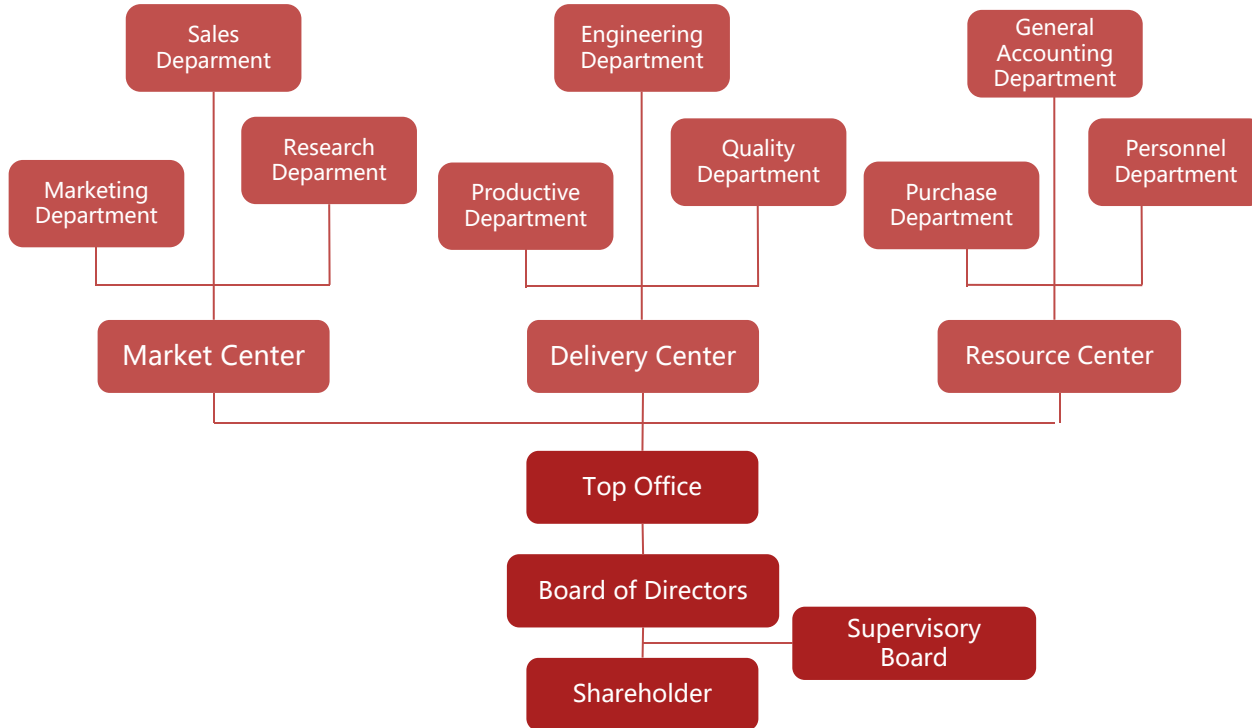 Sales
Deparment
Engineering
Department
General
Accounting
Department
Research
Deparment
Quality
Department
Personnel
Department
Marketing
Department
Productive
Department
Purchase
Department
Market Center
Delivery Center
Resource Center
Top Office
Board of Directors
Supervisory
Board
Shareholder